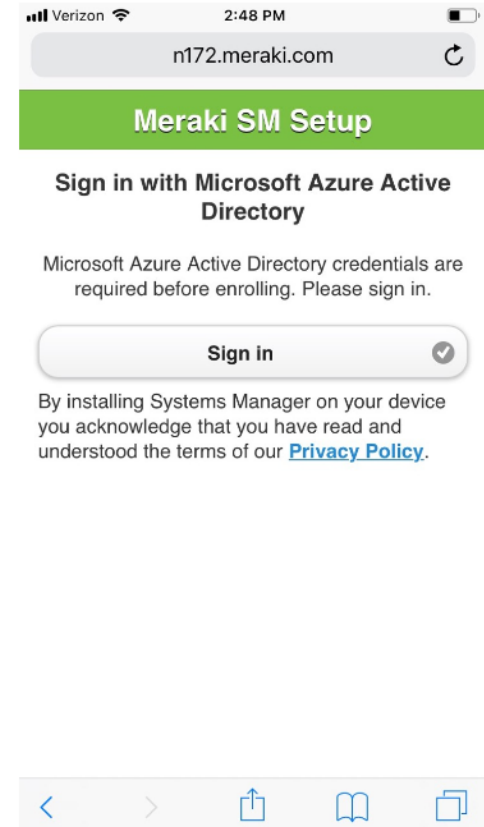 Verizon 2:48 PM
n172.meraki.com
Meraki SM Setup
Sign in with Microsoft Azure Active
Directory
Microsoft Azure Active Directory credentials are
required before enrolling. Please sign in.
Sign in
By installing Systems Manager on your device
you acknowledge that you have read and
understood the terms of our Privacy Policy.